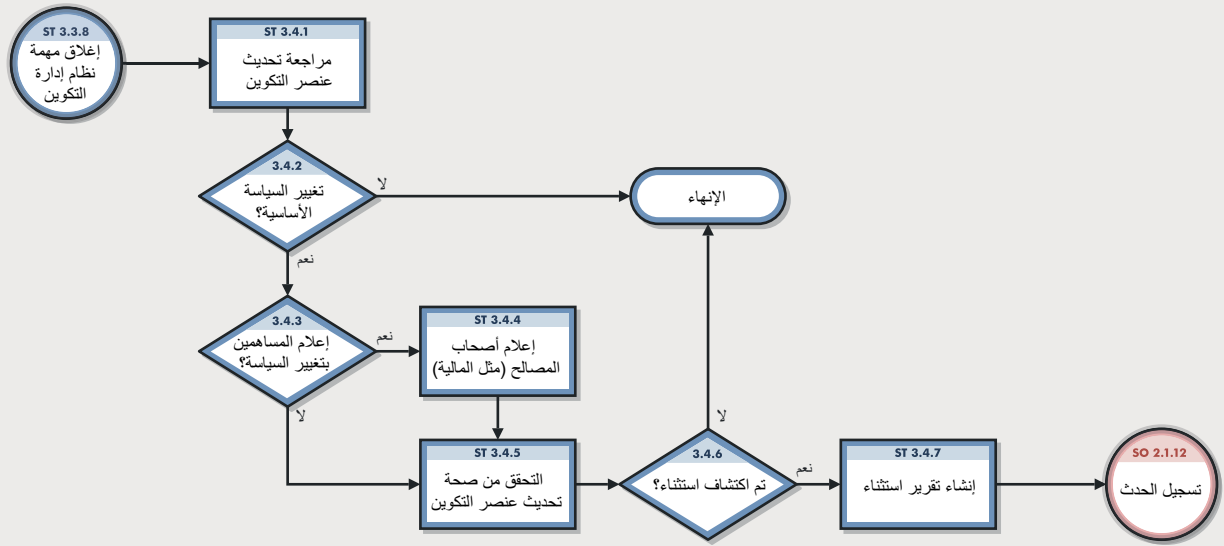 ST 3.3.8
إغلاق مهمة
نظام إدارة
التكوين
ST 3.4.1
مراجعة تحديث
عنصر التكوين
3.4.2
تغيير السياسة
الأساسية؟
لا
الإنهاء
نعم
3.4.3
إعلام المساهمين
بتغيير السياسة؟
نعم
ST 3.4.4
إعلام أصحاب
المصالح (مثل المالية)
لا
ST 3.4.5
التحقق من صحة
تحديث عنصر التكوين
لا
3.4.6
تم اكتشاف استثناء؟
نعم
ST 3.4.7
إنشاء تقرير استثناء
SO 2.1.12
تسجيل الحدث